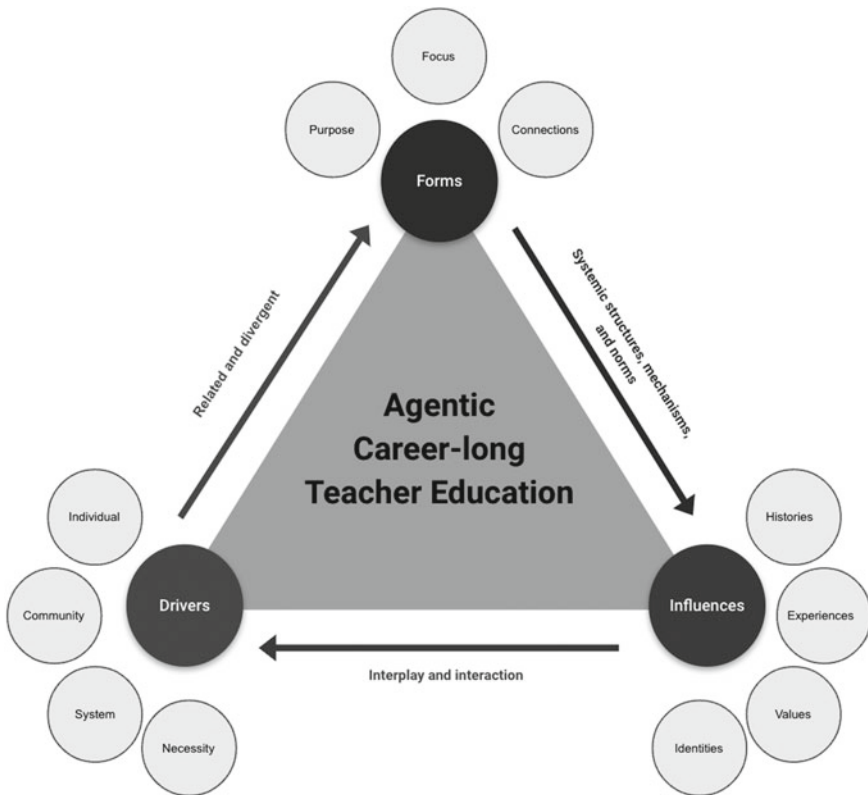 Focus
Purpose
Connections
Forms
Related and divergent
Systemic structures, mechanisms,
and norms
Agentic
Career-long
Teacher Education
Individual
Histories
Drivers
Influences
Community
Experiences
Interplay and interaction
System
Values
Necessity
Identities